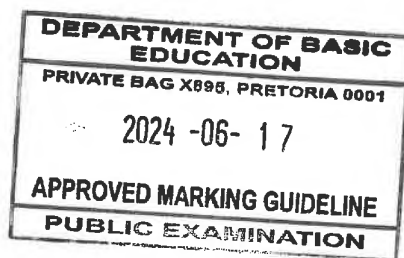 DEPARTMENT OF BASIC
EDUCATION
PRIVATE BAG X895, PRETORIA 0001
2024 -06- 17
APPROVED MARKING GUIDELINE
PUBLIC EXAMINATION